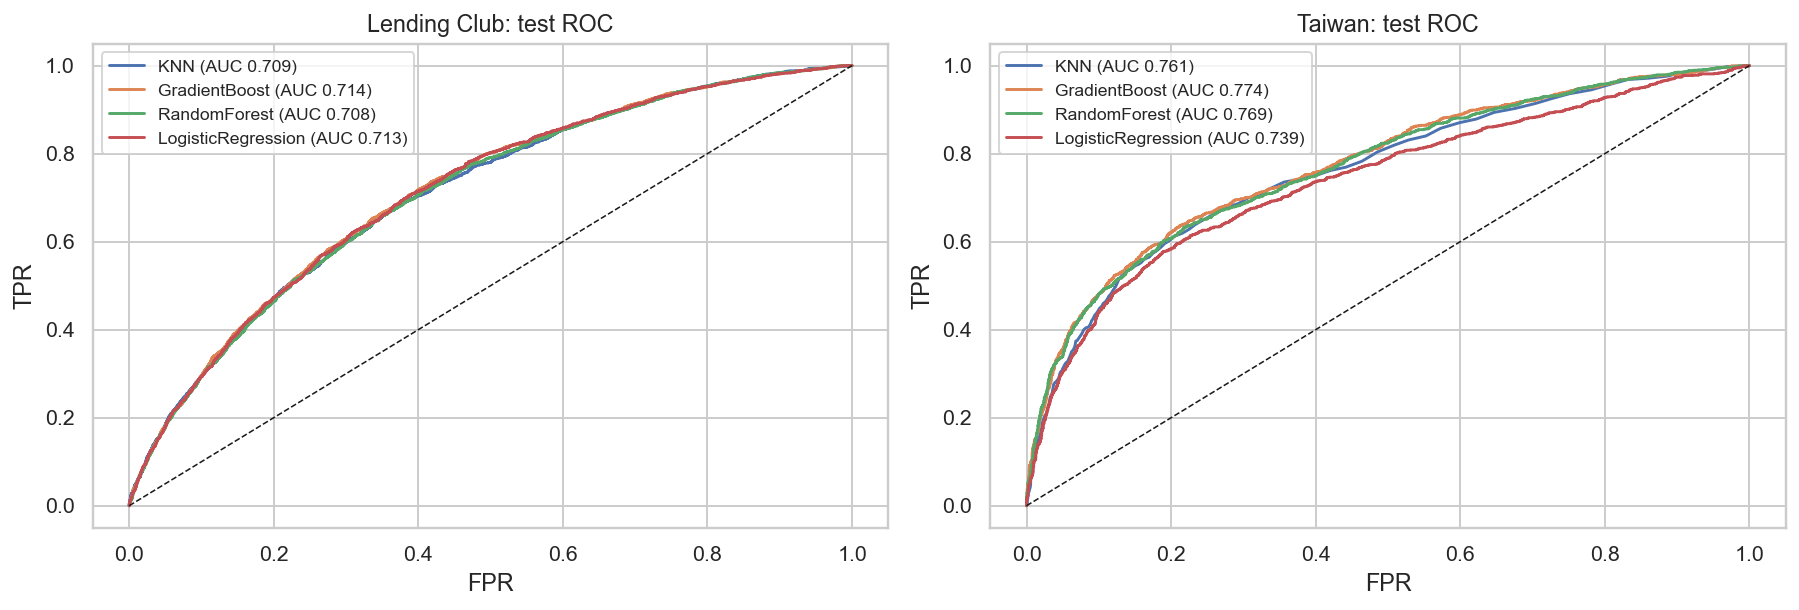 Lending Club: test ROC
KNN (AUC 0.709)
GradientBoost (AUC 0.714)
RandomForest (AUC 0.708)
LogisticRegression (AUC 0.713)
1.0
0.8
0.6
0.4
0.2
0.0
TPR
0.0 0.2 0.4 0.6 0.8 1.0
FPR
Taiwan: test ROC
KNN (AUC 0.761)
GradientBoost (AUC 0.774)
RandomForest (AUC 0.769)
LogisticRegression (AUC 0.739)
1.0
0.8
0.6
0.4
0.2
0.0
TPR
0.0 0.2 0.4 0.6 0.8 1.0
FPR